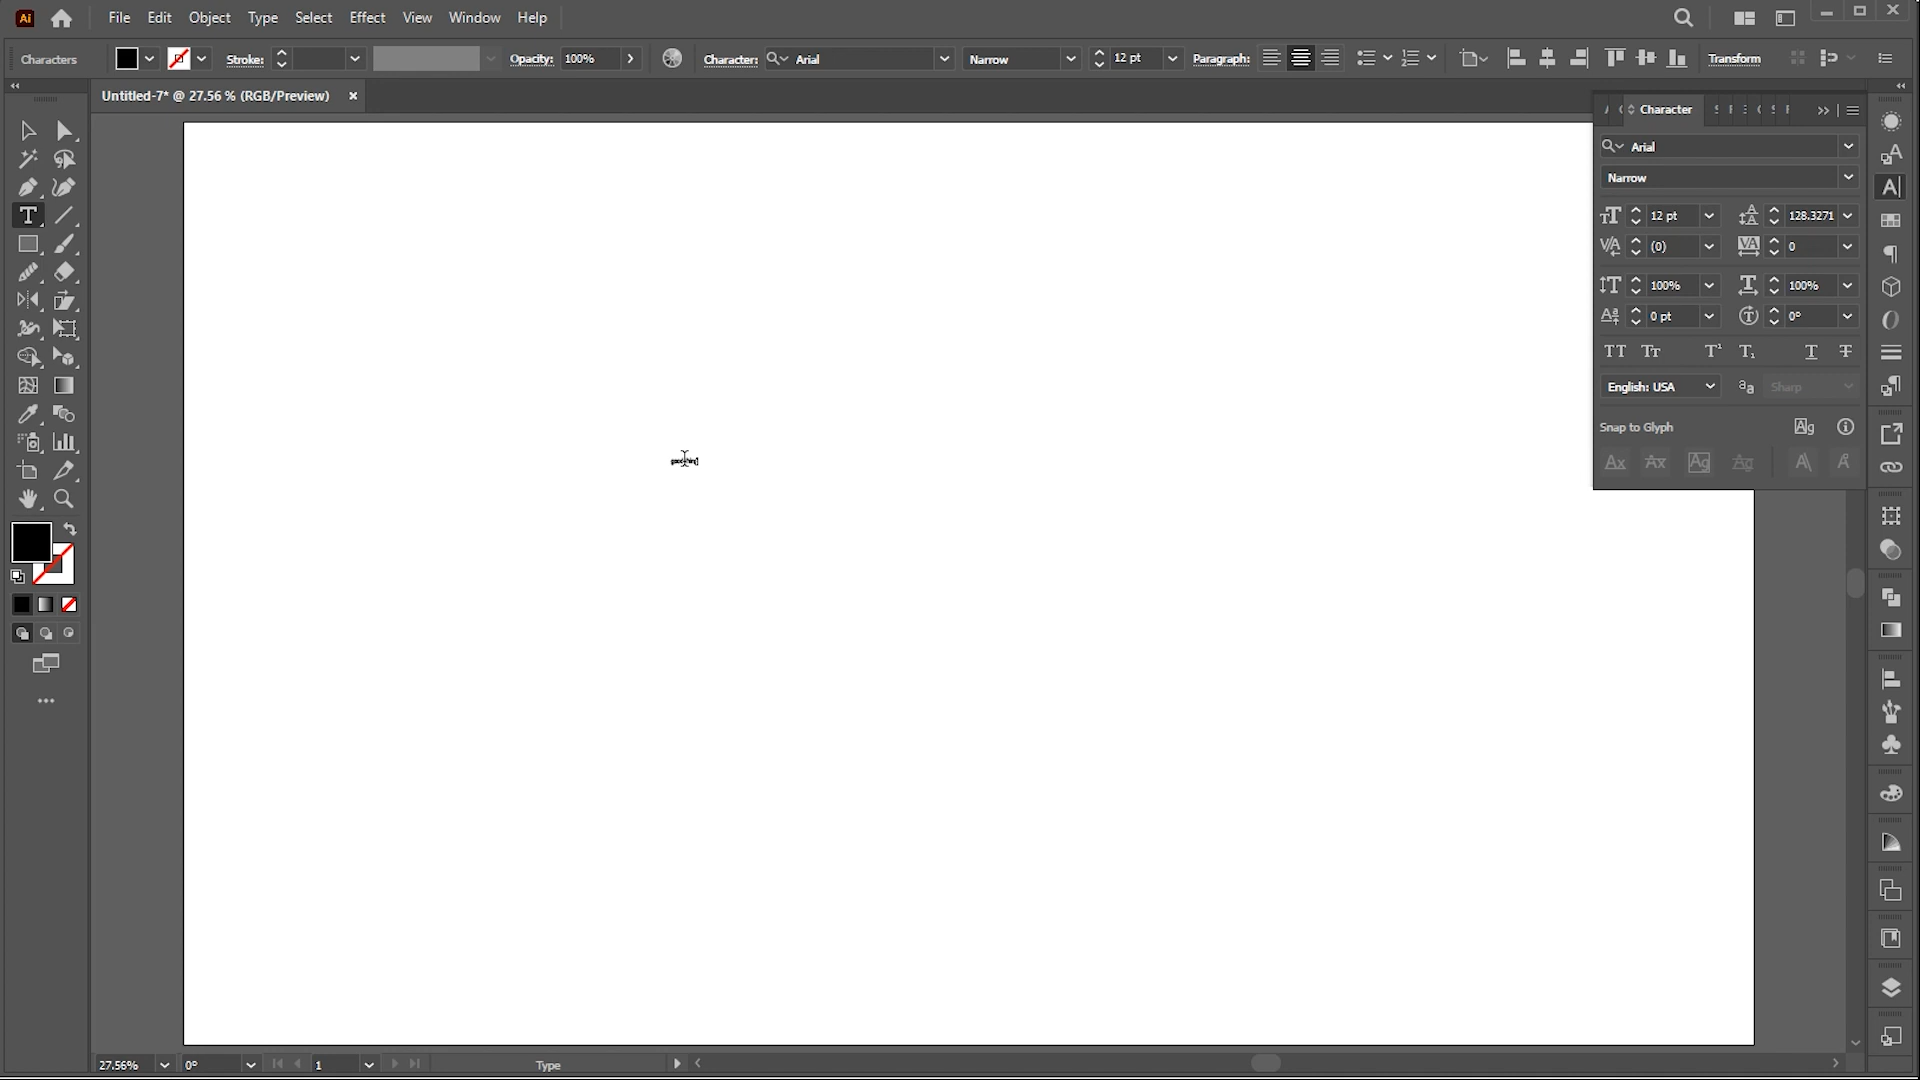 Ai File Edit Object Type Select Effect View Window Help
Characters Stroke: Opacity: 100% Character: Arial Narrow 12 pt Paragraph: Transform
Untitled-7* @ 27.56 % (RGB/Preview)
Character
Arial
Narrow
12 pt 128.3271
(0) 0
100% 100%
0 pt 0°
English: USA Sharp
Snap to Glyph
27.56% 0° 1 Type